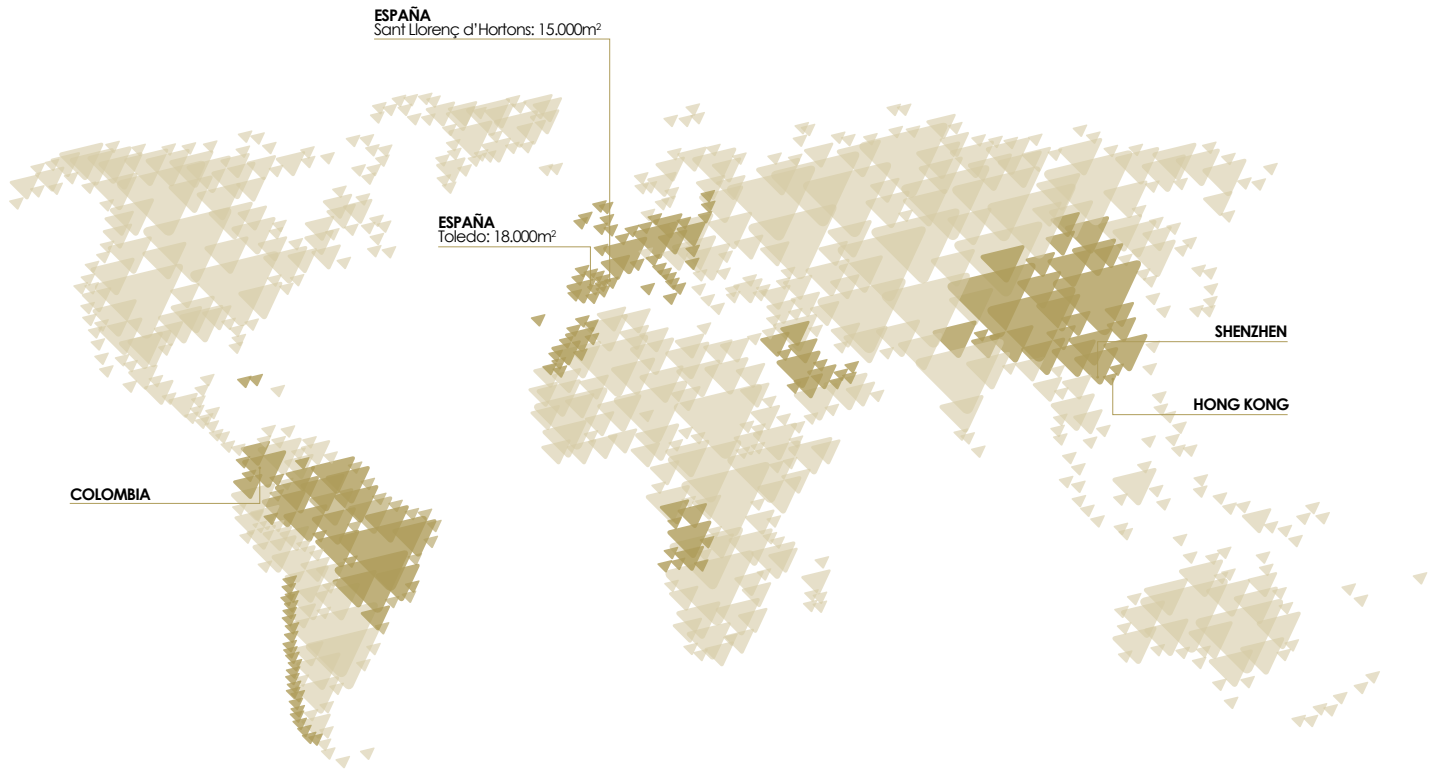 ESPAÑA
Sant Llorenç d'Hortons: 15.000m²
ESPAÑA
Toledo: 18.000m²
SHENZHEN
HONG KONG
COLOMBIA